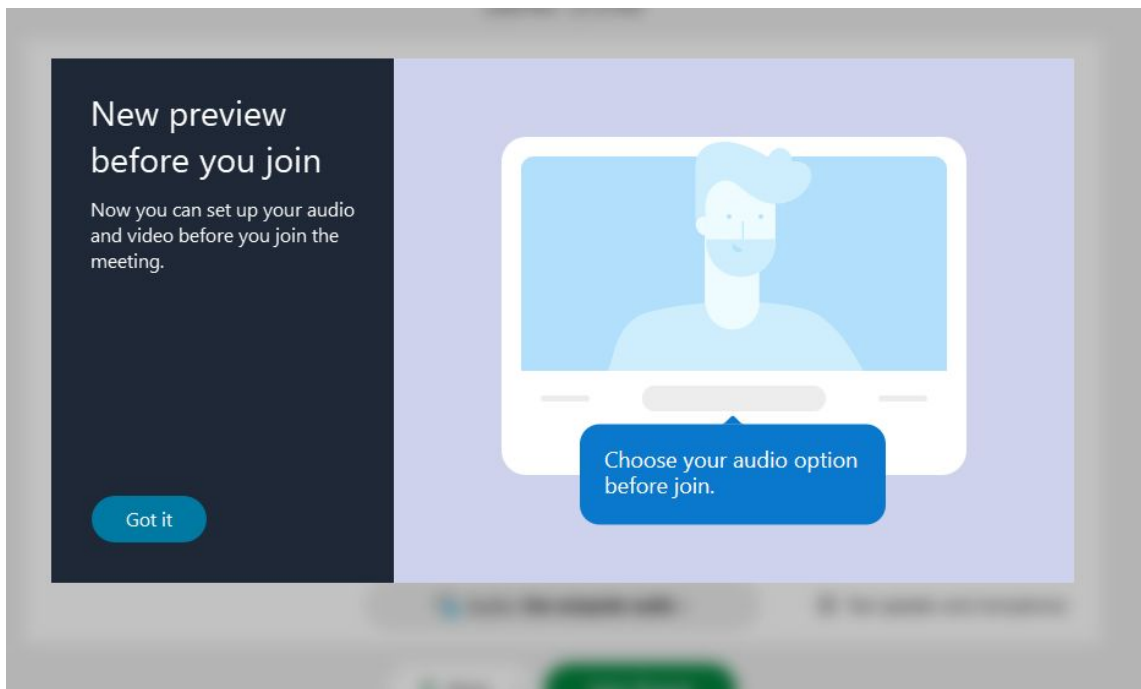 New preview
before you join
Now you can set up your audio
and video before you join the
meeting.
Got it
Choose your audio option
before join.